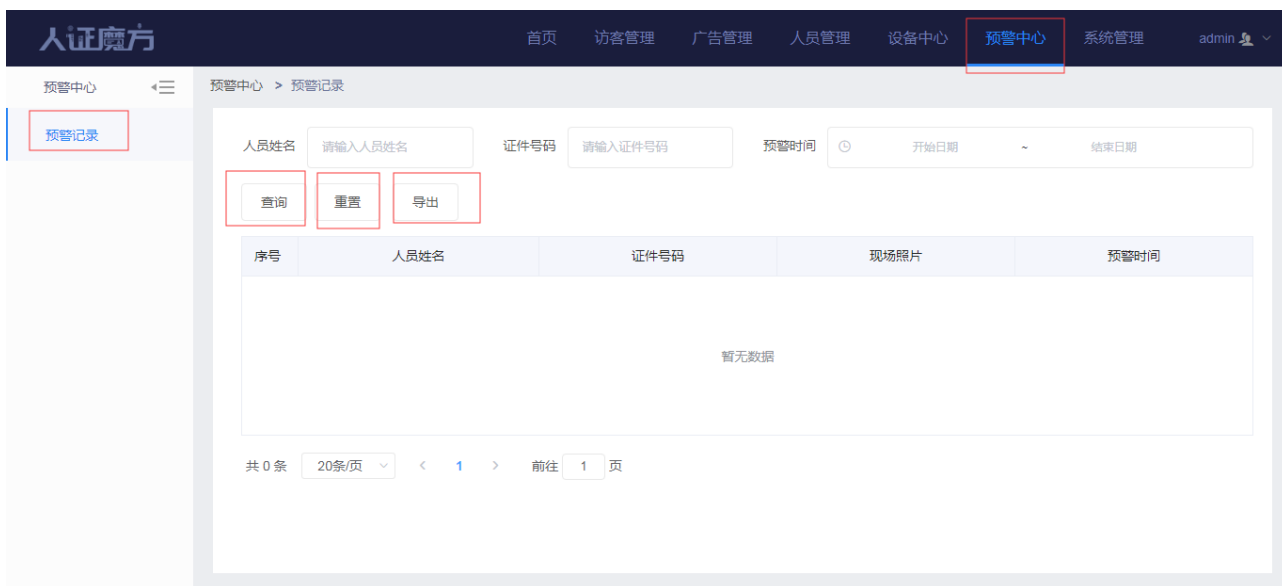 人证魔方 首页 访客管理 广告管理 人员管理 设备中心 预警中心 系统管理 admin
预警中心 预警中心 > 预警记录
预警记录
人员姓名 请输入人员姓名 证件号码 请输入证件号码 预警时间 开始日期 ~ 结束日期
查询 重置 导出
序号 人员姓名 证件号码 现场照片 预警时间
暂无数据
共 0 条 20条/页 < 1 > 前往 1 页